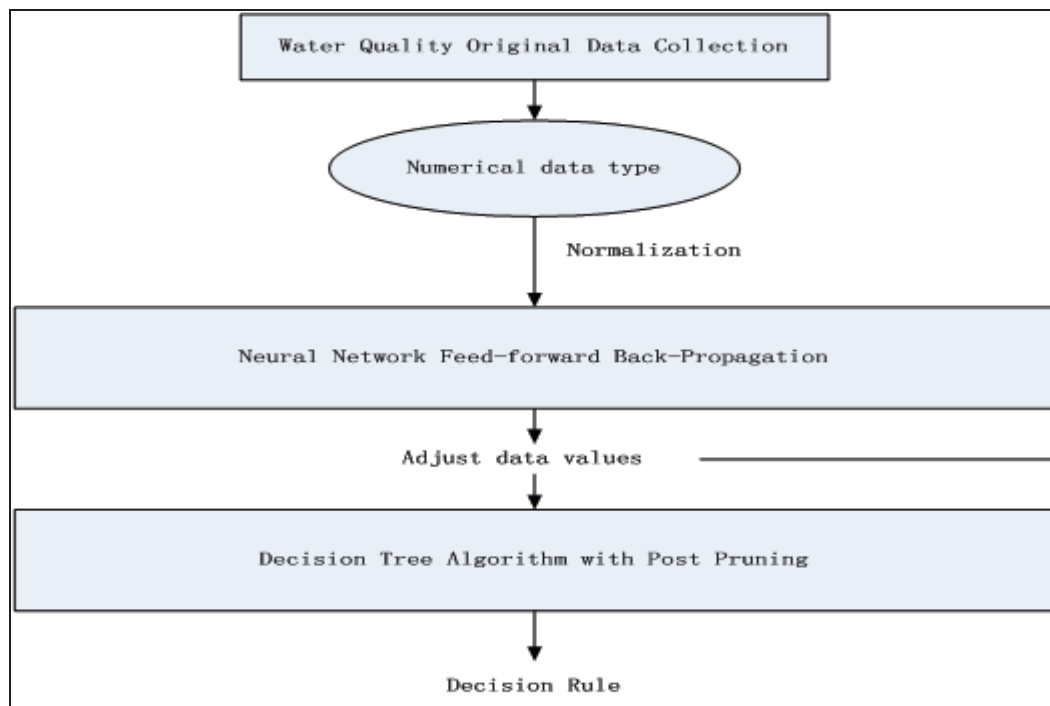 Water Quality Original Data Collection
Numerical data type
Normalization
Neural Network Feed-forward Back-Propagation
Adjust data values
Decision Tree Algorithm with Post Pruning
Decision Rule